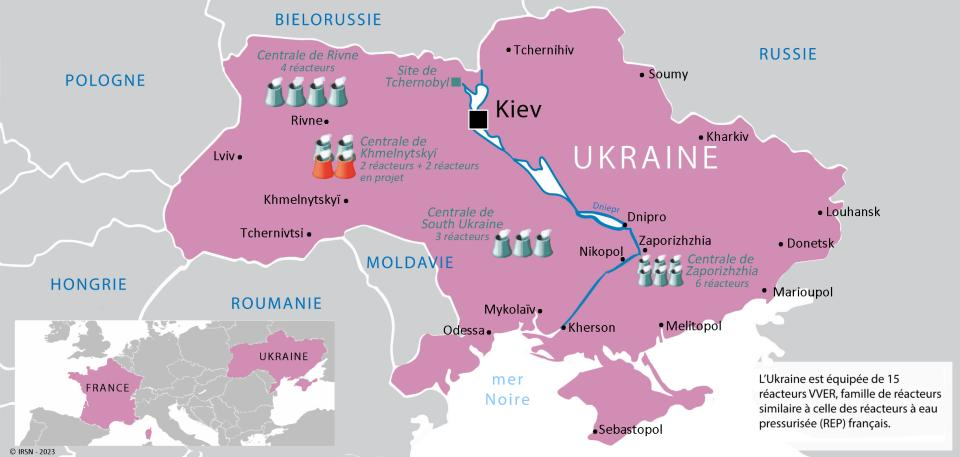 BIELORUSSIE
POLOGNE
RUSSIE
Centrale de Rivne
4 réacteurs
Site de
Tchernobyl
Tchernihiv
Soumy
Kiev
Rivne
Kharkiv
Lviv
Centrale de
Khmelnytskyï
2 réacteurs + 2 réacteurs
en projet
UKRAINE
Khmelnytskyï
Dniepr
Centrale de
South Ukraine
3 réacteurs
Dnipro
Louhansk
Tchernivtsi
Zaporizhzhia
Nikopol
Donetsk
Centrale de
Zaporizhzhia
6 réacteurs
MOLDAVIE
HONGRIE
ROUMANIE
Marioupol
Mykolaïv
Odessa
Kherson
Melitopol
UKRAINE
FRANCE
mer
Noire
L'Ukraine est équipée de 15
réacteurs VVER, famille de réacteurs
similaire à celle des réacteurs à eau
pressurisée (REP) français.
Sebastopol
© IRSN - 2023